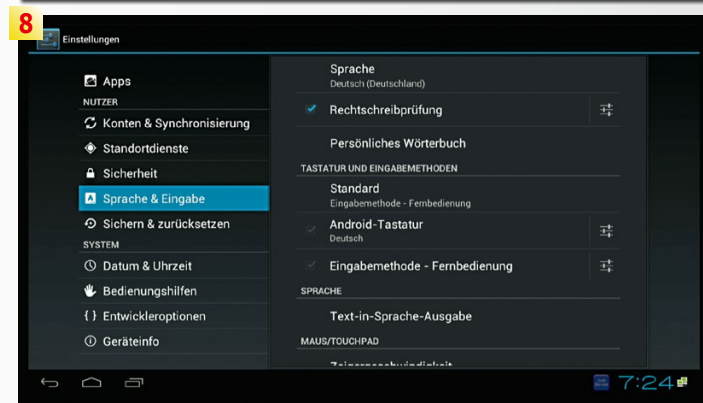 8
Einstellungen
Apps
NUTZER
Konten & Synchronisierung
Standortdienste
Sicherheit
Sprache & Eingabe
Sichern & zurücksetzen
SYSTEM
Datum & Uhrzeit
Bedienungshilfen
Entwickleroptionen
Geräteinfo
Sprache
Deutsch (Deutschland)
Rechtschreibprüfung
Persönliches Wörterbuch
TASTATUR UND EINGABEMETHODEN
Standard
Eingabemethode - Fernbedienung
Android-Tastatur
Deutsch
Eingabemethode - Fernbedienung
SPRACHE
Text-in-Sprache-Ausgabe
MAUS/TOUCHPAD
Zeigergeschwindigkeit
7:24